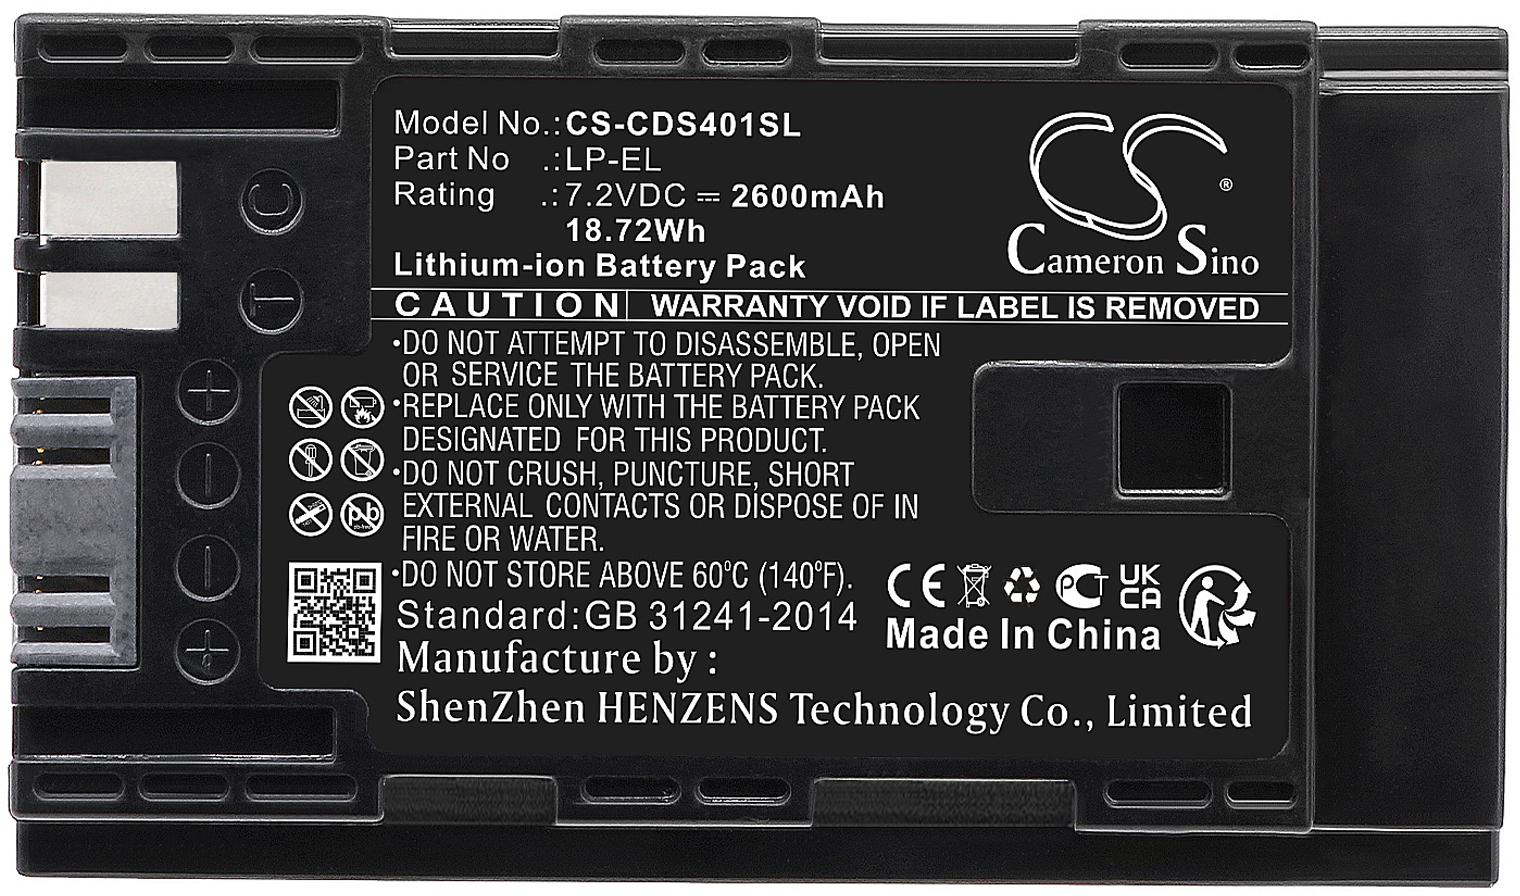 Model No.:CS-CDS401SL
Part No .:LP-EL
Rating .:7.2VDC ⎓ 2600mAh
18.72Wh
Lithium-ion Battery Pack
CS ®
Cameron Sino
CAUTION WARRANTY VOID IF LABEL IS REMOVED
•DO NOT ATTEMPT TO DISASSEMBLE, OPEN
OR SERVICE THE BATTERY PACK.
•REPLACE ONLY WITH THE BATTERY PACK
DESIGNATED FOR THIS PRODUCT.
•DO NOT CRUSH, PUNCTURE, SHORT
EXTERNAL CONTACTS OR DISPOSE OF IN
FIRE OR WATER.
•DO NOT STORE ABOVE 60°C (140°F).
Standard:GB 31241-2014
Manufacture by :
ShenZhen HENZENS Technology Co., Limited
CE PCT UK
CA
Made In China
pb
C
T
+
−
−
+